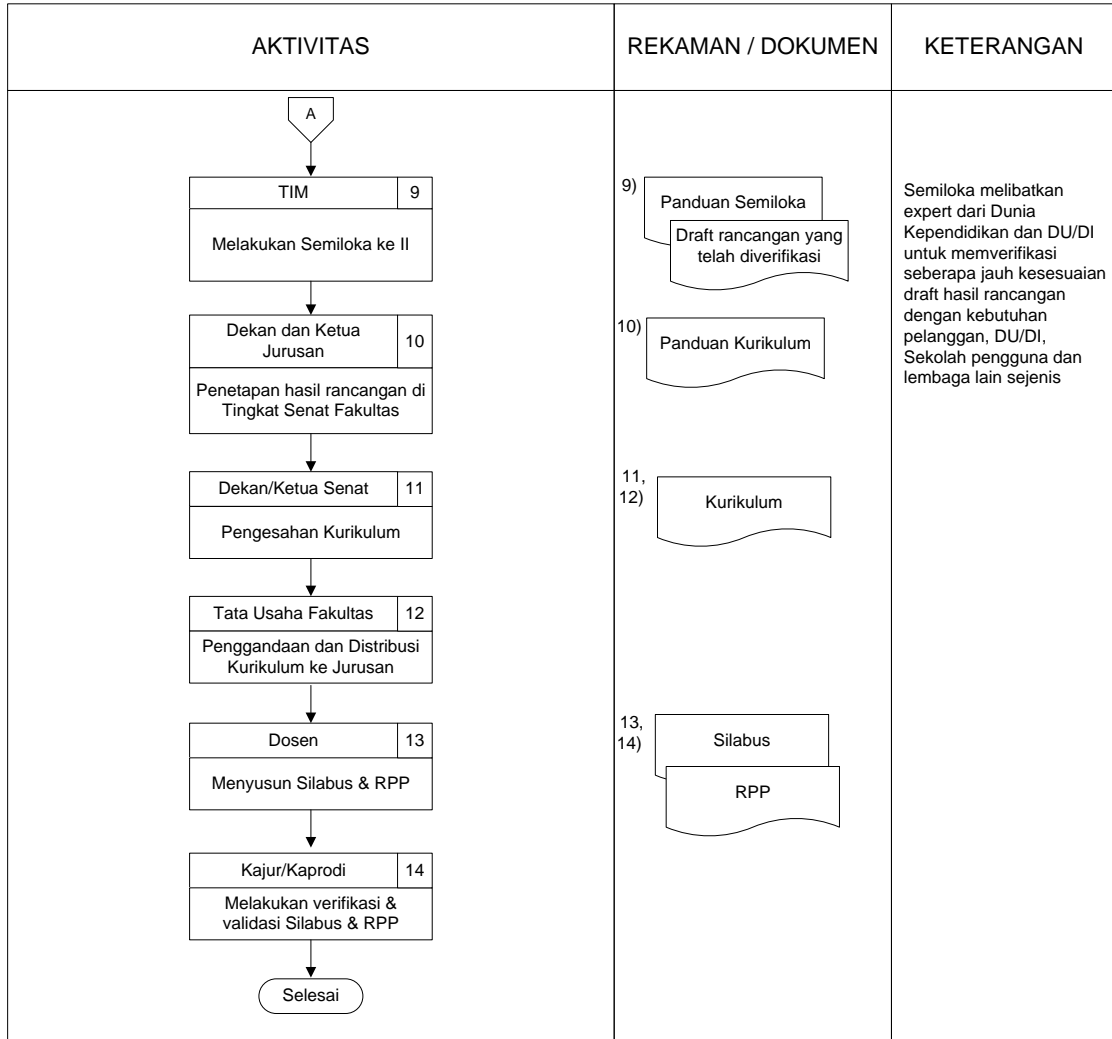 AKTIVITAS
REKAMAN / DOKUMEN
KETERANGAN
A
TIM
9
Melakukan Semiloka ke II
Dekan dan Ketua
Jurusan
10
Penetapan hasil rancangan di
Tingkat Senat Fakultas
Dekan/Ketua Senat
11
Pengesahan Kurikulum
Tata Usaha Fakultas
12
Penggandaan dan Distribusi
Kurikulum ke Jurusan
Dosen
13
Menyusun Silabus & RPP
Kajur/Kaprodi
14
Melakukan verifikasi &
validasi Silabus & RPP
Selesai
9)
Panduan Semiloka
Draft rancangan yang
telah diverifikasi
10)
Panduan Kurikulum
11,
12)
Kurikulum
13,
14)
Silabus
RPP
Semiloka melibatkan
expert dari Dunia
Kependidikan dan DU/DI
untuk memverifikasi
seberapa jauh kesesuaian
draft hasil rancangan
dengan kebutuhan
pelanggan, DU/DI,
Sekolah pengguna dan
lembaga lain sejenis